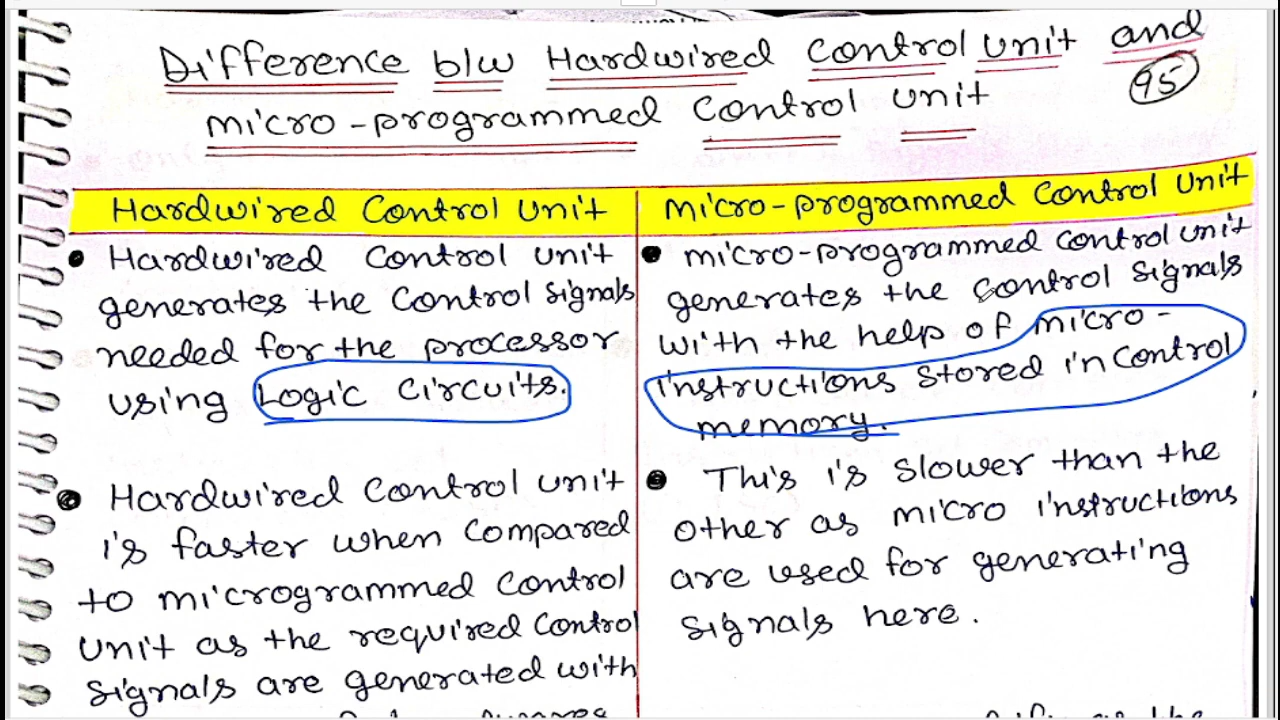 Difference b/w Hardwired Control unit and
micro-programmed Control unit
95
Hardwired Control Unit
Hardwired Control unit
generates the Control signals
needed for the processor
using Logic Circuits.
Hardwired Control unit
is faster when Compared
to microgrammed Control
Unit as the required Control
signals are generated with
micro-programmed Control Unit
micro-programmed Control unit
generates the Control signals
with the help of micro-
instructions stored in Control
memory.
This is slower than the
other as micro instructions
are used for generating
signals here.
the